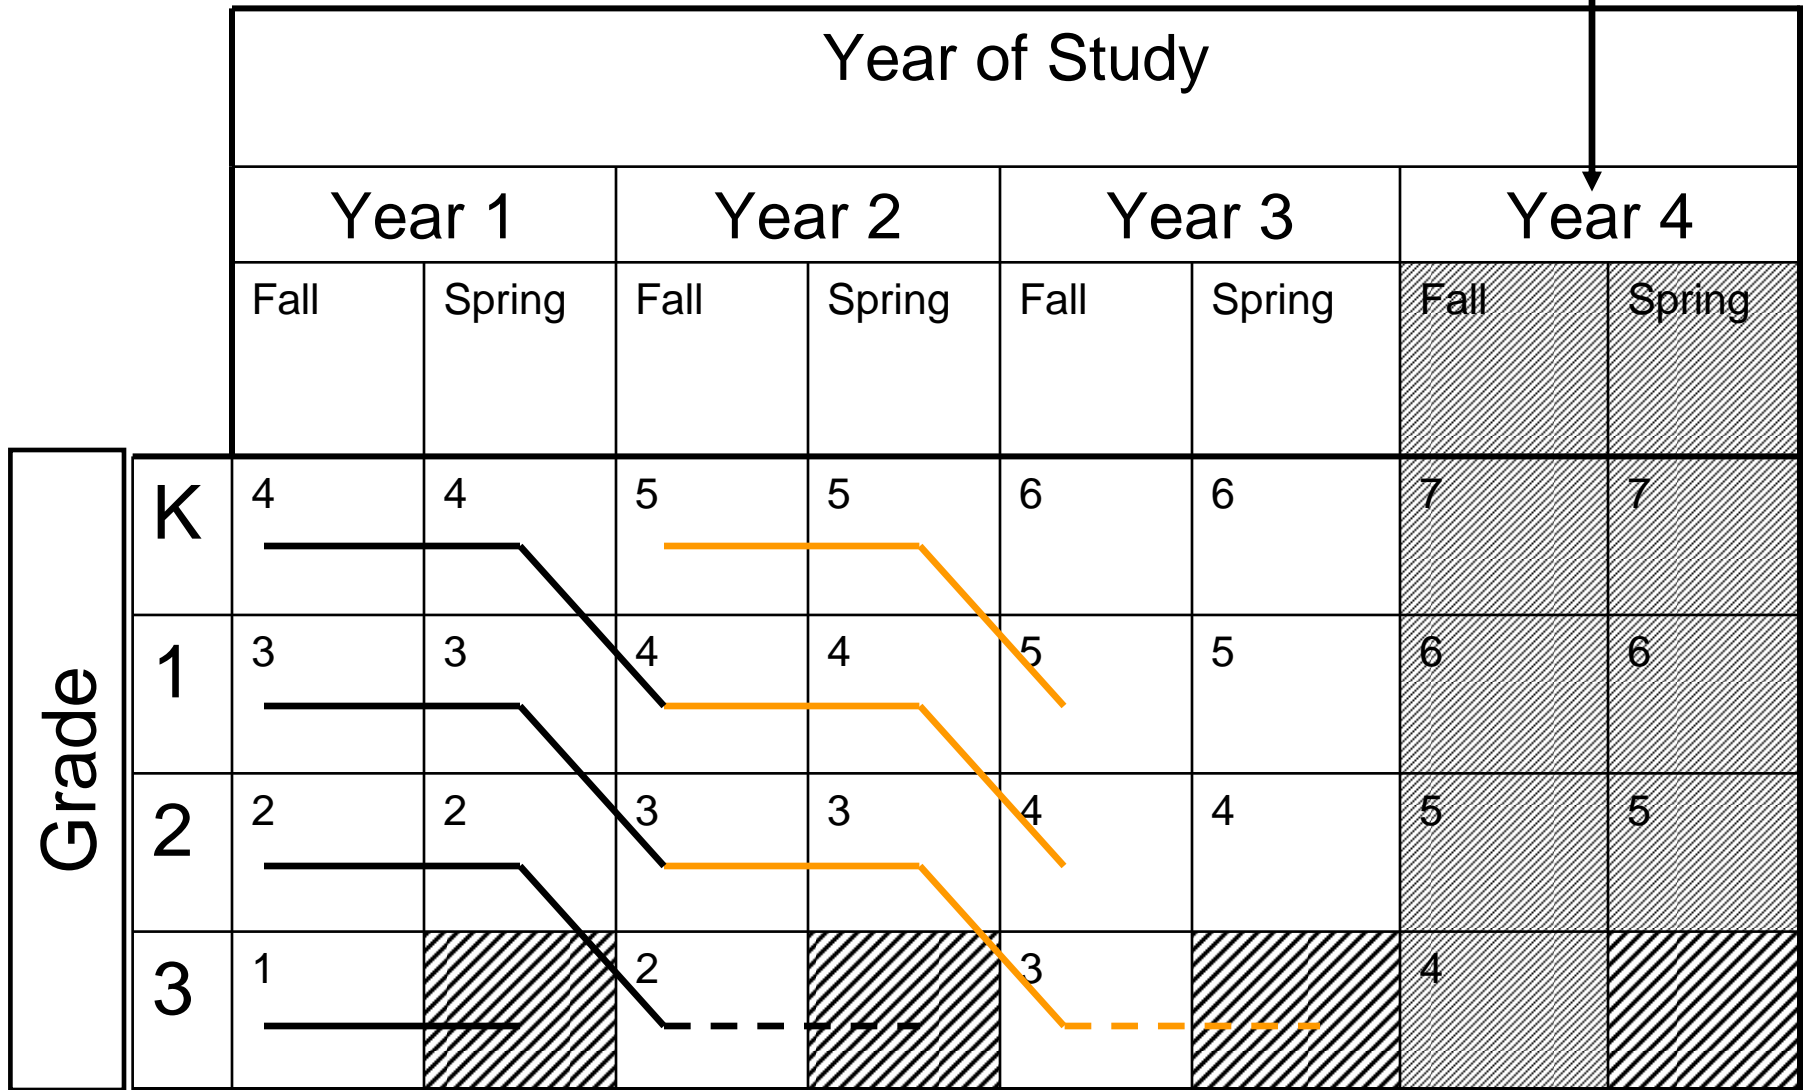 Year of Study
Year 1 Year 2 Year 3 Year 4
Fall Spring Fall Spring Fall Spring Fall Spring
Grade
K 4 4 5 5 6 6 7 7
1 3 3 4 4 5 5 6 6
2 2 2 3 3 4 4 5 5
3 1 2 3 4